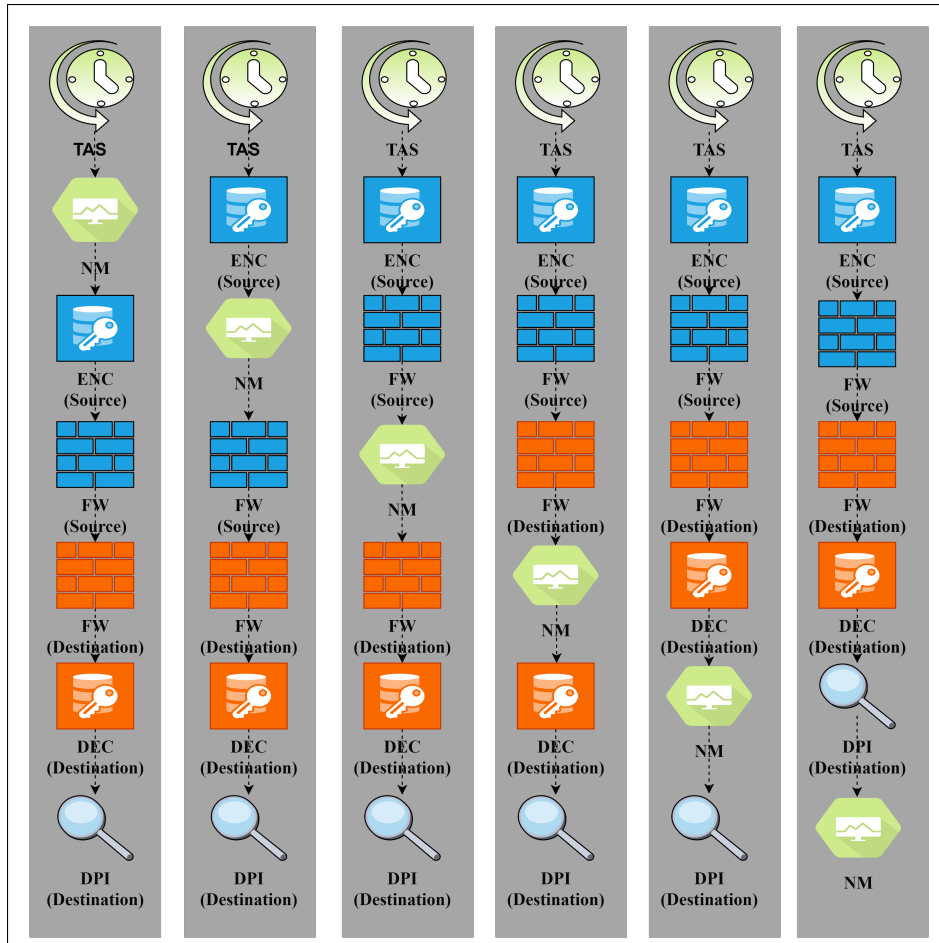 TAS
NM
ENC
(Source)
FW
(Source)
FW
(Destination)
DEC
(Destination)
DPI
(Destination)
TAS
ENC
(Source)
NM
FW
(Source)
FW
(Destination)
DEC
(Destination)
DPI
(Destination)
TAS
ENC
(Source)
FW
(Source)
NM
FW
(Destination)
DEC
(Destination)
DPI
(Destination)
TAS
ENC
(Source)
FW
(Source)
FW
(Destination)
NM
DEC
(Destination)
DPI
(Destination)
TAS
ENC
(Source)
FW
(Source)
FW
(Destination)
DEC
(Destination)
NM
DPI
(Destination)
TAS
ENC
(Source)
FW
(Source)
FW
(Destination)
DEC
(Destination)
DPI
(Destination)
NM